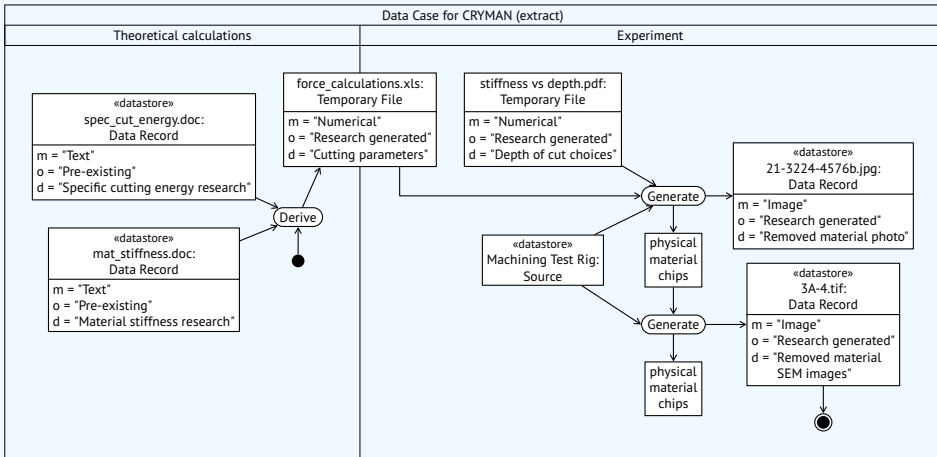 Data Case for CRYMAN (extract)
Theoretical calculations
Experiment
«datastore»
spec_cut_energy.doc:
Data Record
m = "Text"
o = "Pre-existing"
d = "Specific cutting energy research"
«datastore»
mat_stiffness.doc:
Data Record
m = "Text"
o = "Pre-existing"
d = "Material stiffness research"
Derive
force_calculations.xls:
Temporary File
m = "Numerical"
o = "Research generated"
d = "Cutting parameters"
stiffness vs depth.pdf:
Temporary File
m = "Numerical"
o = "Research generated"
d = "Depth of cut choices"
Generate
«datastore»
21-3224-4576b.jpg:
Data Record
m = "Image"
o = "Research generated"
d = "Removed material photo"
«datastore»
Machining Test Rig:
Source
physical
material
chips
Generate
«datastore»
3A-4.tif:
Data Record
m = "Image"
o = "Research generated"
d = "Removed material
SEM images"
physical
material
chips